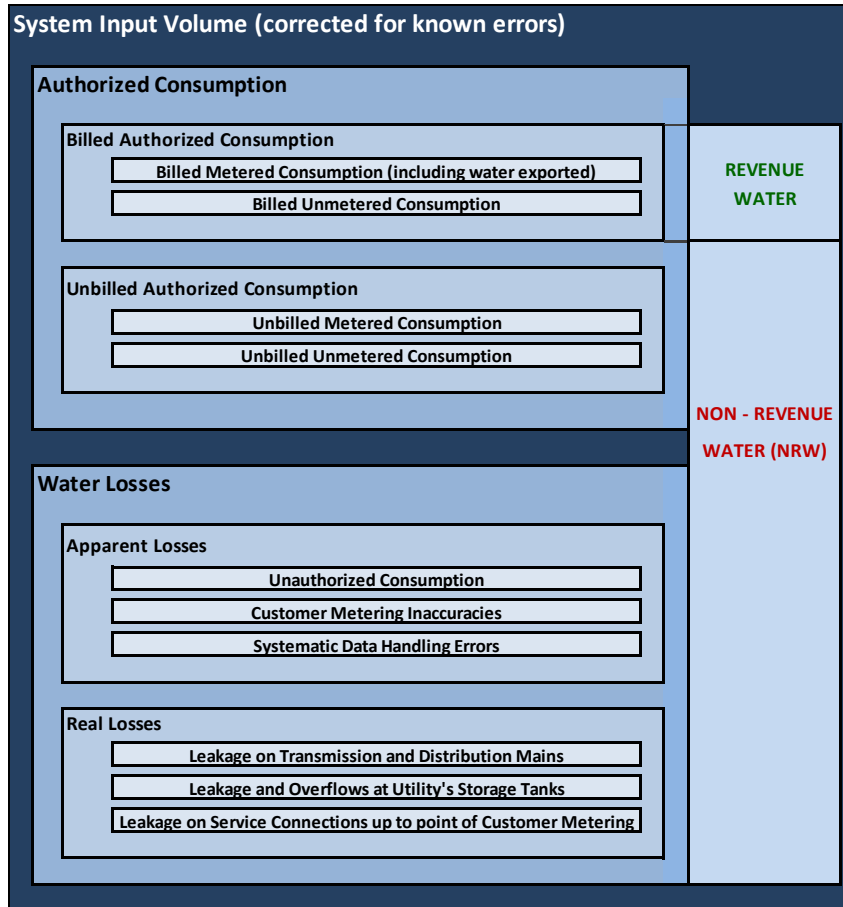 System Input Volume (corrected for known errors)
Authorized Consumption
Billed Authorized Consumption
Billed Metered Consumption (including water exported)
Billed Unmetered Consumption
REVENUE
WATER
Unbilled Authorized Consumption
Unbilled Metered Consumption
Unbilled Unmetered Consumption
NON - REVENUE
WATER (NRW)
Water Losses
Apparent Losses
Unauthorized Consumption
Customer Metering Inaccuracies
Systematic Data Handling Errors
Real Losses
Leakage on Transmission and Distribution Mains
Leakage and Overflows at Utility's Storage Tanks
Leakage on Service Connections up to point of Customer Metering